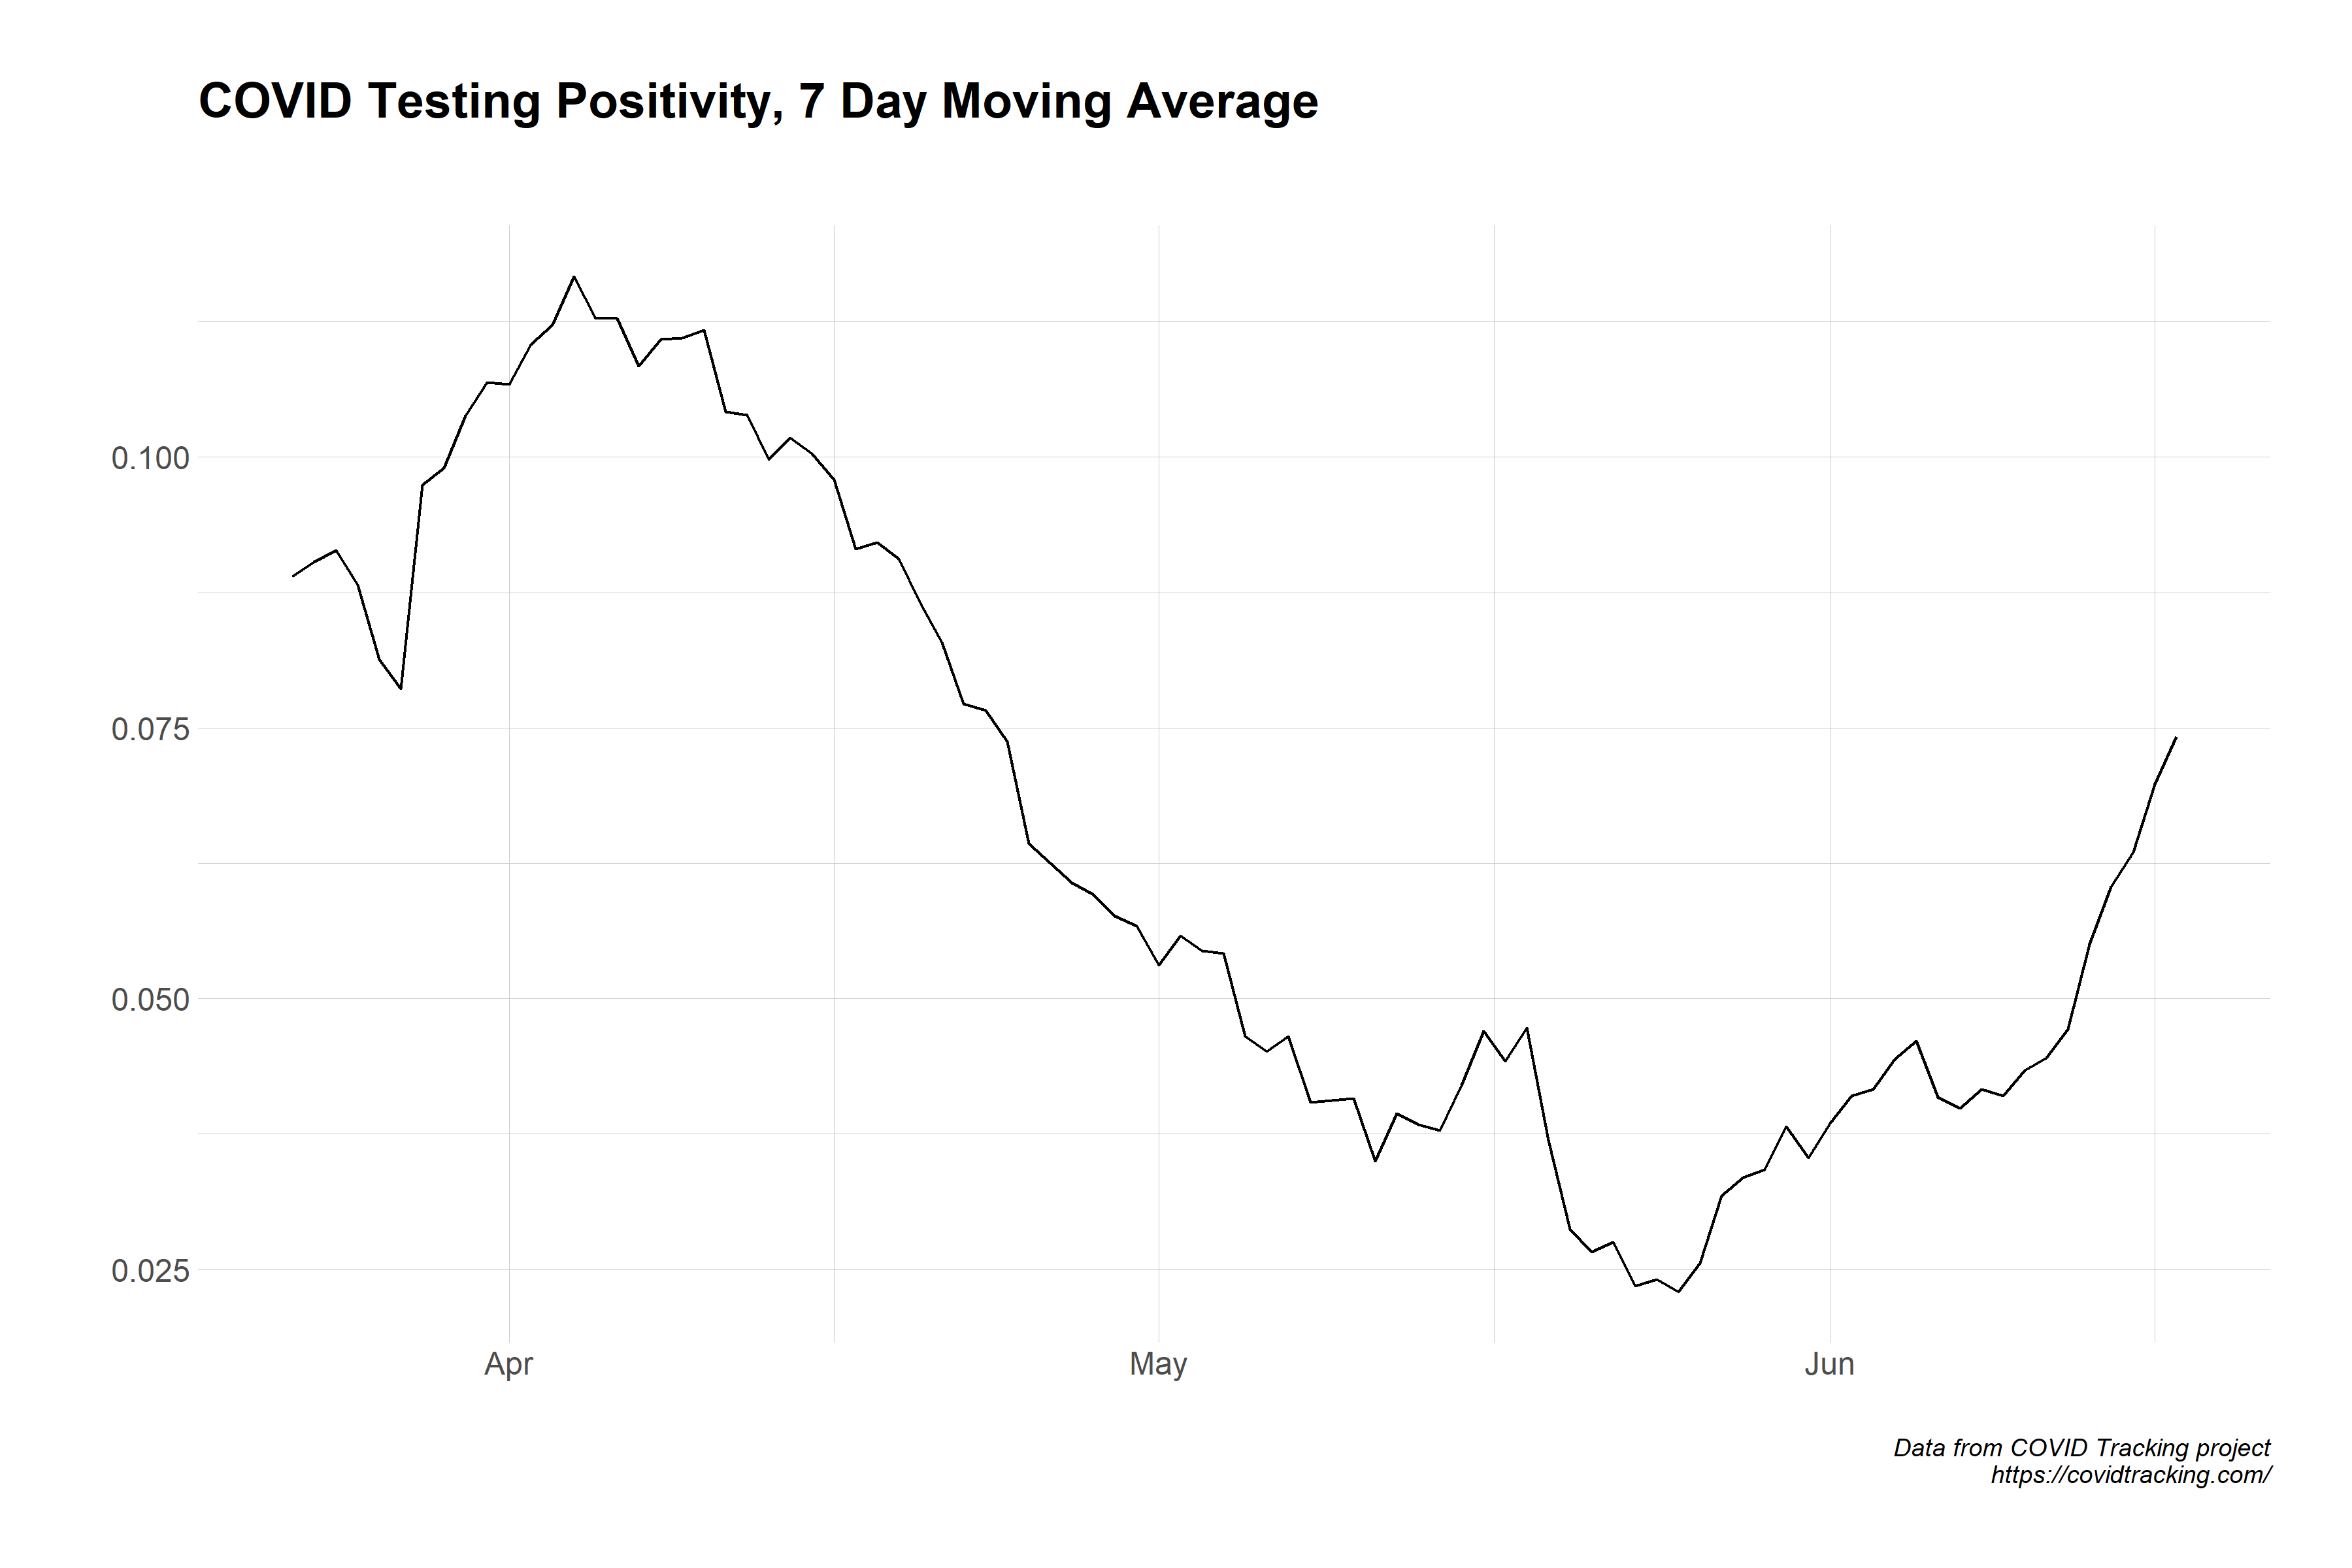 COVID Testing Positivity, 7 Day Moving Average
0.100
0.075
0.050
0.025
Apr May Jun
Data from COVID Tracking project
https://covidtracking.com/